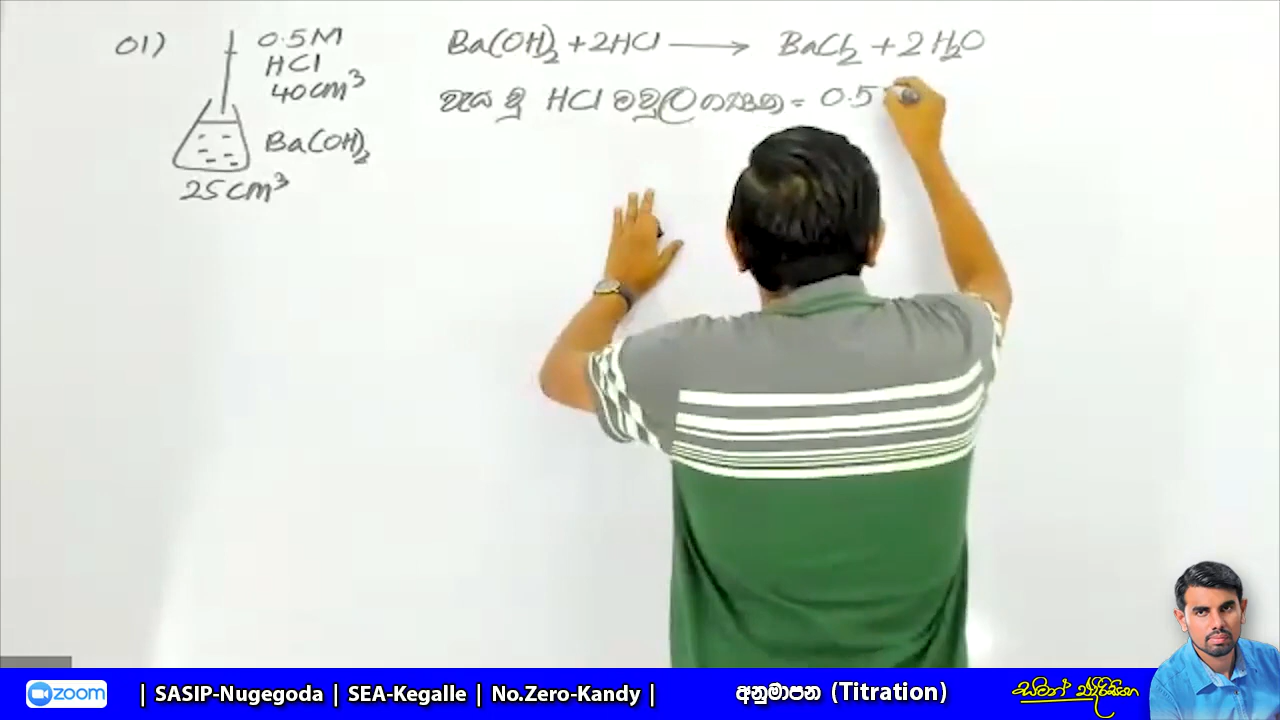 01)
0.5M
HCl
40cm³
Ba(OH)₂
25cm³
Ba(OH)₂ + 2HCl ⟶ BaCl₂ + 2H₂O
වැය වූ HCl මවුල ගණන = 0.5
zoom
| SASIP-Nugegoda | SEA-Kegalle | No.Zero-Kandy |
අනුමාපන (Titration)